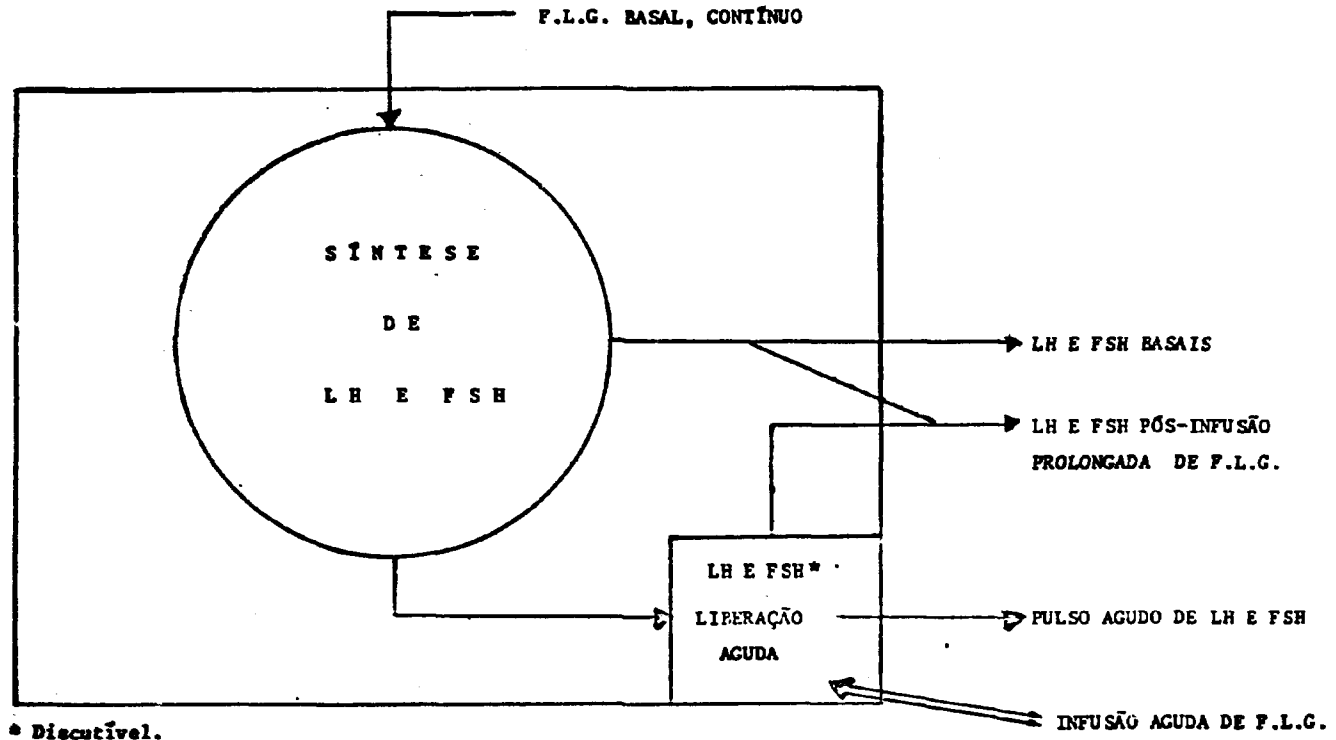 F.L.G. BASAL, CONTÍNUO
SÍNTESE
DE
LH E FSH
LH E FSH BASAIS
LH E FSH PÓS-INFUSÃO
PROLONGADA DE F.L.G.
LH E FSH*
LIBERAÇÃO
AGUDA
PULSO AGUDO DE LH E FSH
INFUSÃO AGUDA DE F.L.G.
* Discutível.